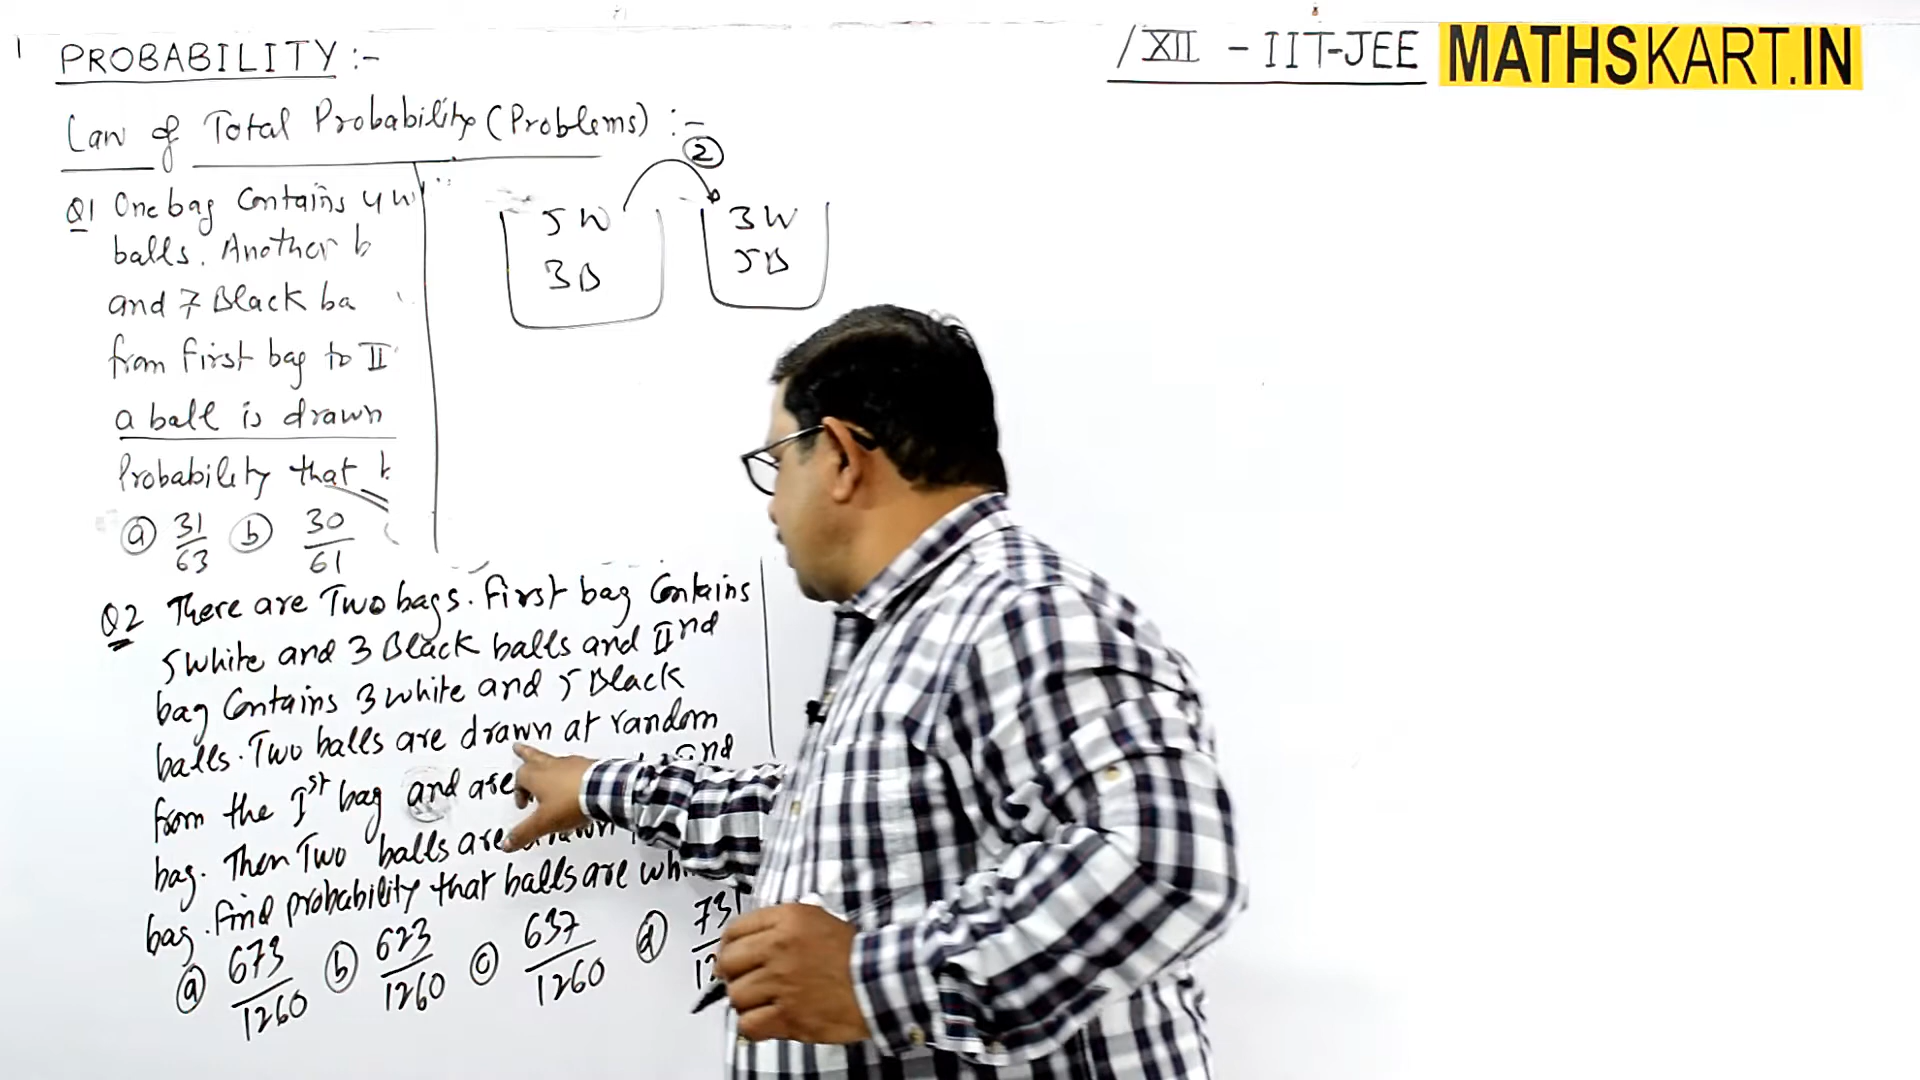 PROBABILITY :-
/XII - IIT-JEE MATHSKART.IN
Law of Total Probability (Problems) :-
Q1 One bag Contains 4 W
balls. Another b
and 7 Black ba
from First bag to II
a ball is drawn
Probability that
(a) 31/63 (b) 30/61
2
5W
3B
3W
5B
Q2 There are Two bags. First bag Contains
5 White and 3 Black balls and IInd
bag Contains 3 white and 5 Black
balls. Two balls are drawn at random
from the Ist bag and are
bag. Then Two balls are drawn
bag. Find probability that balls are
(a) 673/1260 (b) 623/1260 (c) 637/1260 (d)